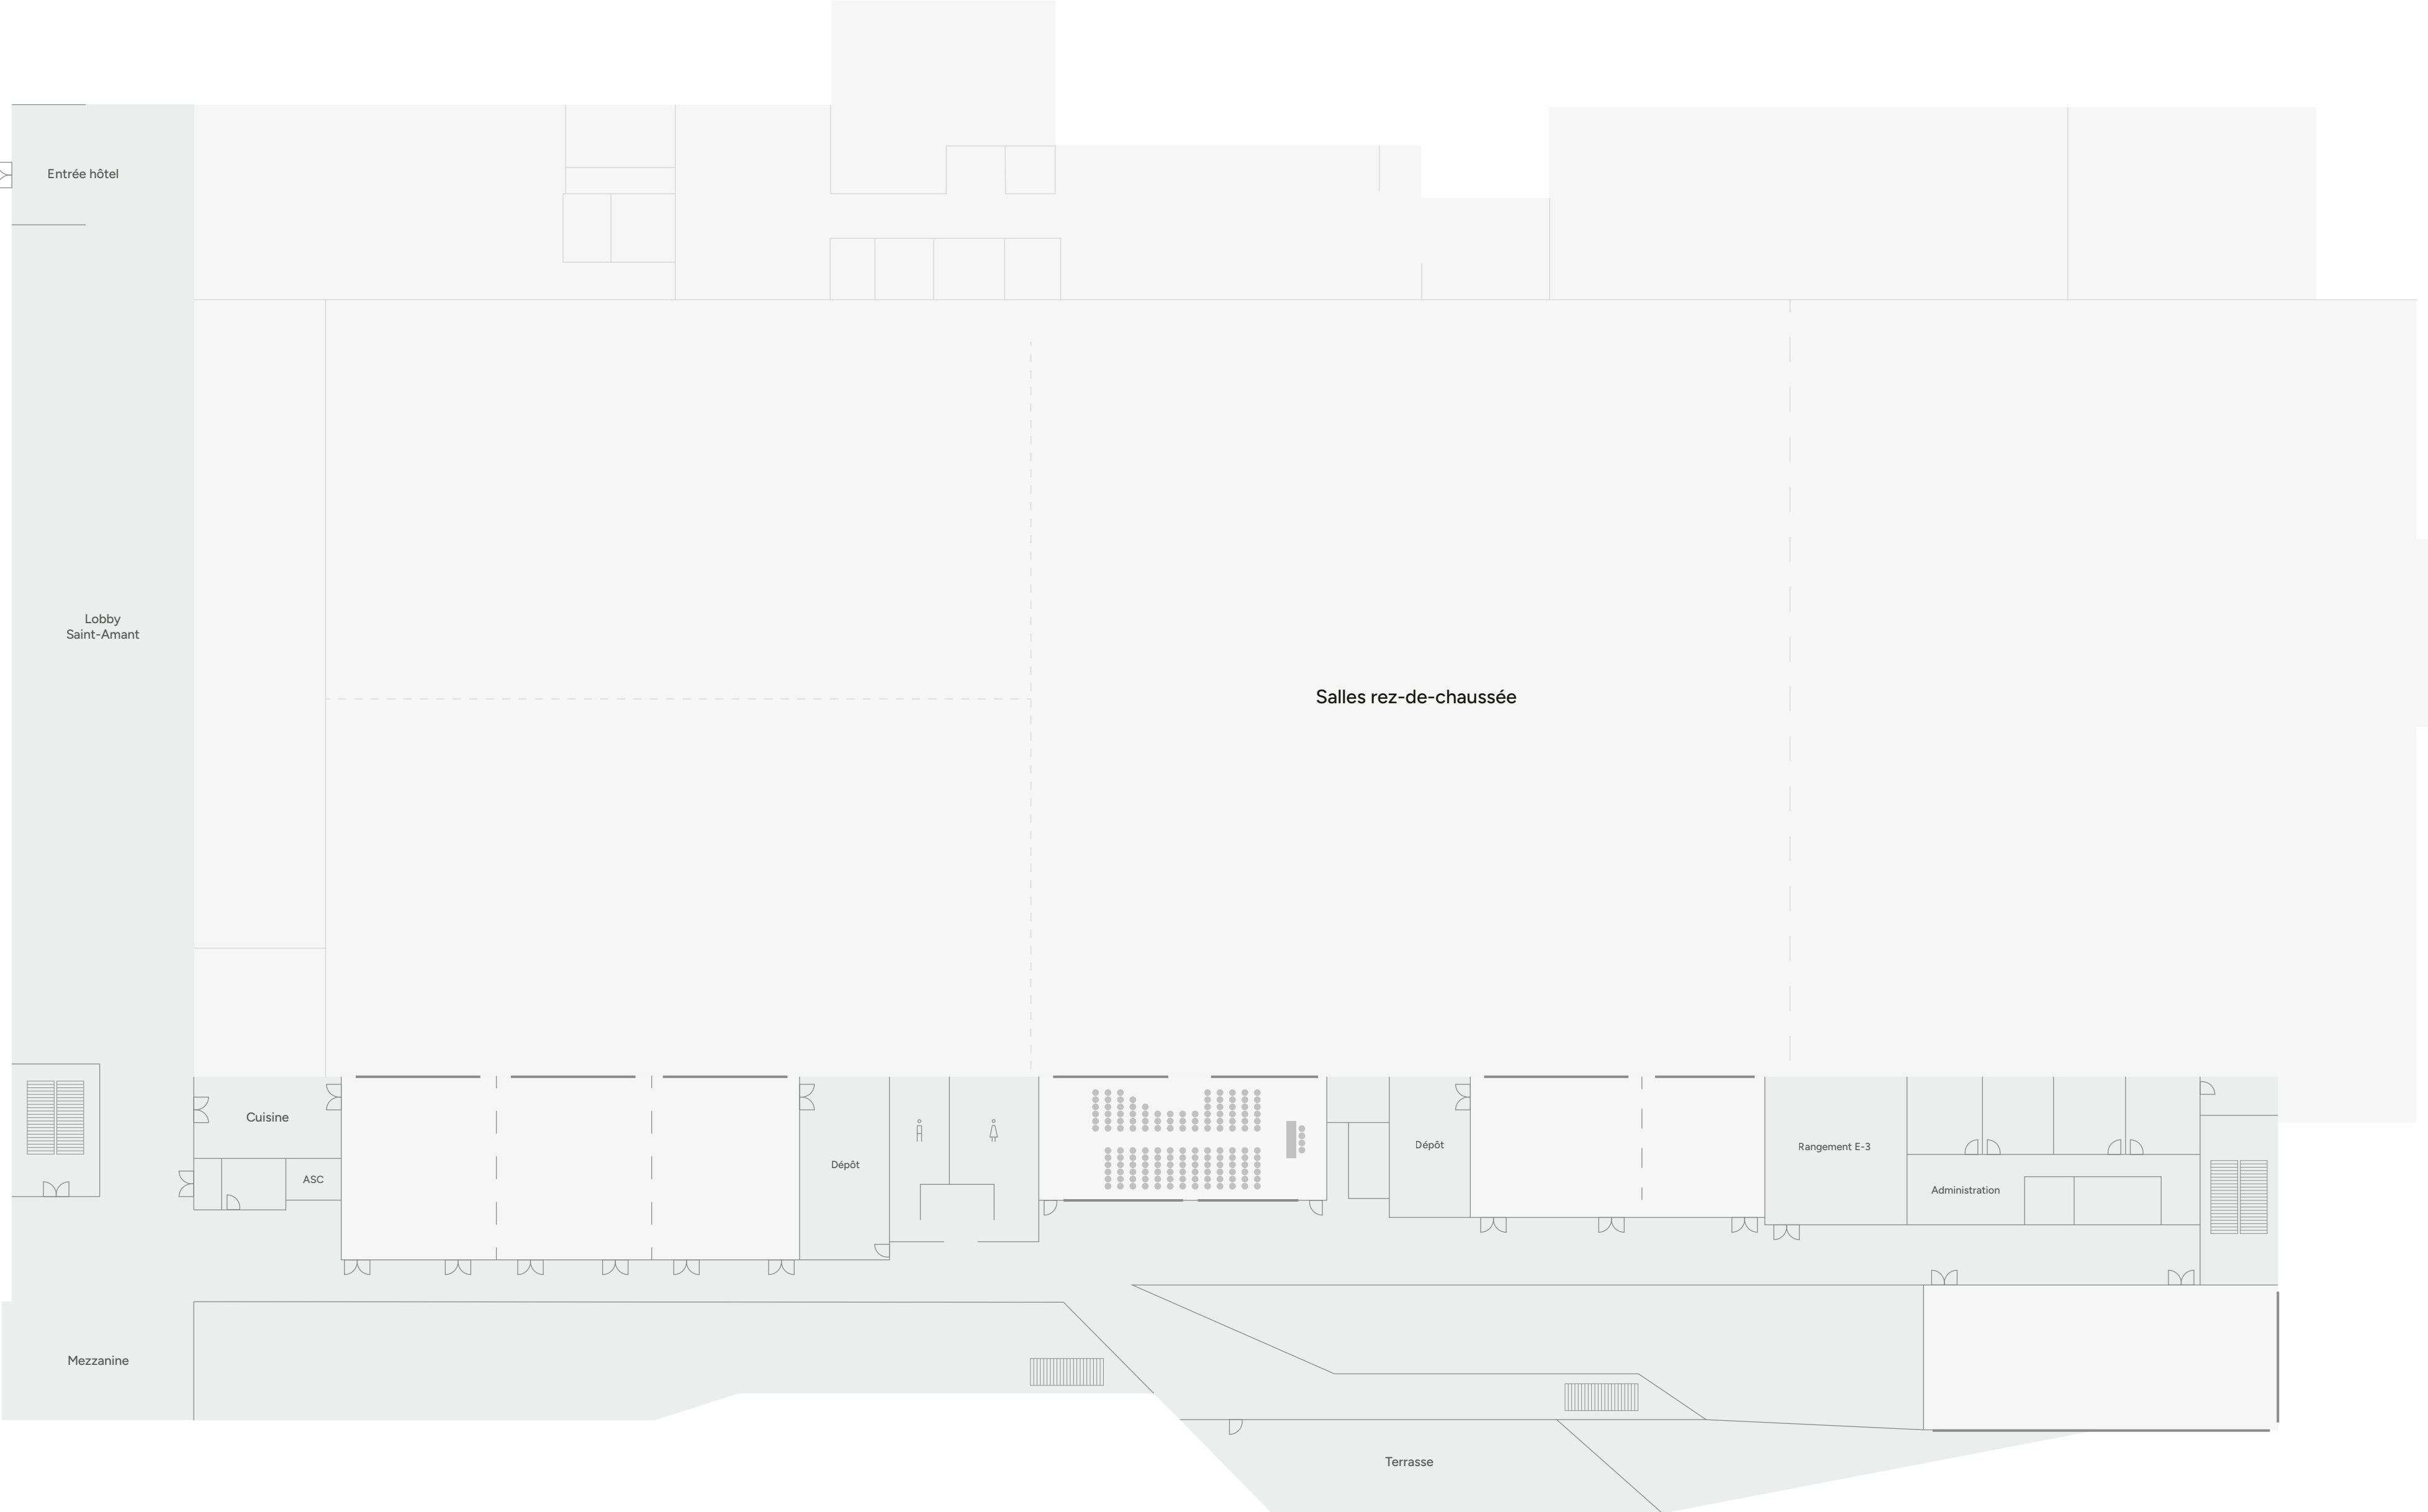 Entrée hôtel
Lobby
Saint-Amant
Salles rez-de-chaussée
Cuisine
ASC
Dépôt
Dépôt
Rangement E-3
Administration
Mezzanine
Terrasse